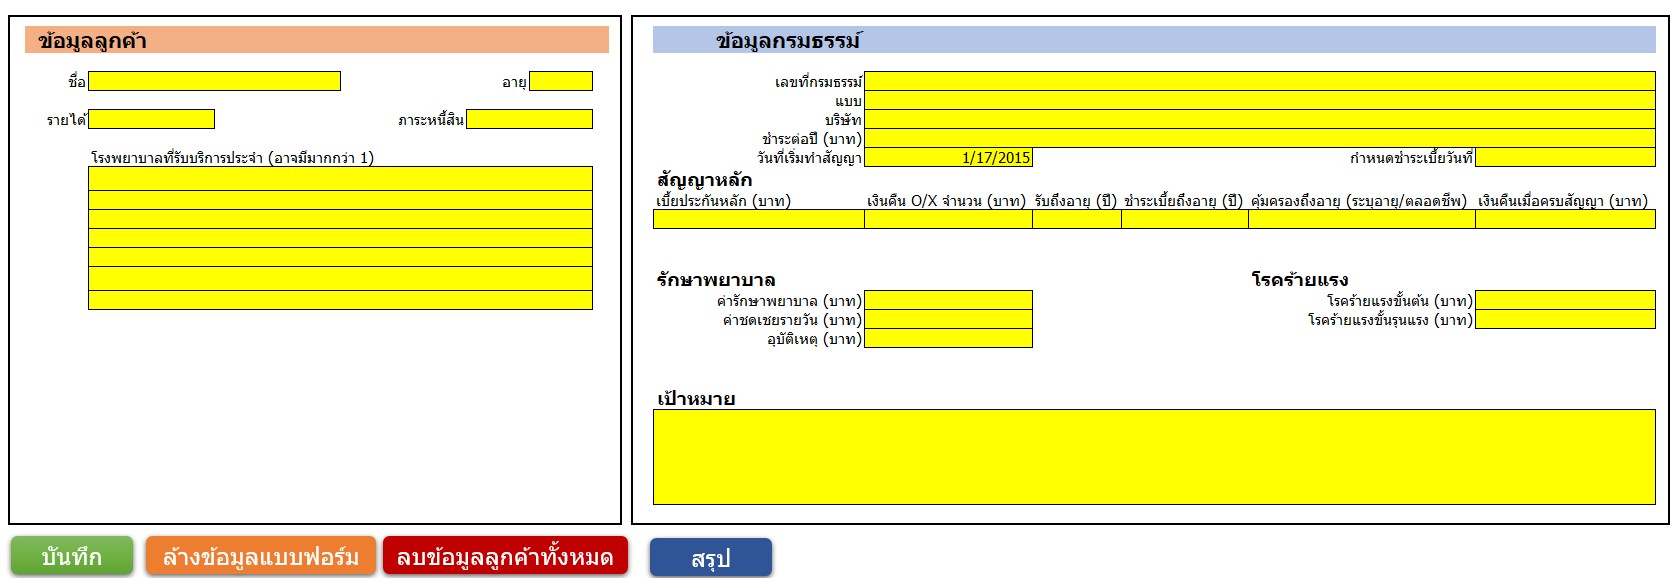 ข้อมูลลูกค้า
ชื่อ อายุ
รายได้ ภาระหนี้สิน
โรงพยาบาลที่รับบริการประจำ (อาจมีมากกว่า 1)
ข้อมูลกรมธรรม์
เลขที่กรมธรรม์
แบบ
บริษัท
ชำระต่อปี (บาท)
วันที่เริ่มทำสัญญา 1/17/2015 กำหนดชำระเบี้ยวันที่
สัญญาหลัก
เบี้ยประกันหลัก (บาท) เงินคืน O/X จำนวน (บาท) รับถึงอายุ (ปี) ชำระเบี้ยถึงอายุ (ปี) คุ้มครองถึงอายุ (ระบุอายุ/ตลอดชีพ) เงินคืนเมื่อครบสัญญา (บาท)
รักษาพยาบาล โรคร้ายแรง
ค่ารักษาพยาบาล (บาท) โรคร้ายแรงขั้นต้น (บาท)
ค่าชดเชยรายวัน (บาท) โรคร้ายแรงขั้นรุนแรง (บาท)
อุบัติเหตุ (บาท)
เป้าหมาย
บันทึก ล้างข้อมูลแบบฟอร์ม ลบข้อมูลลูกค้าทั้งหมด สรุป